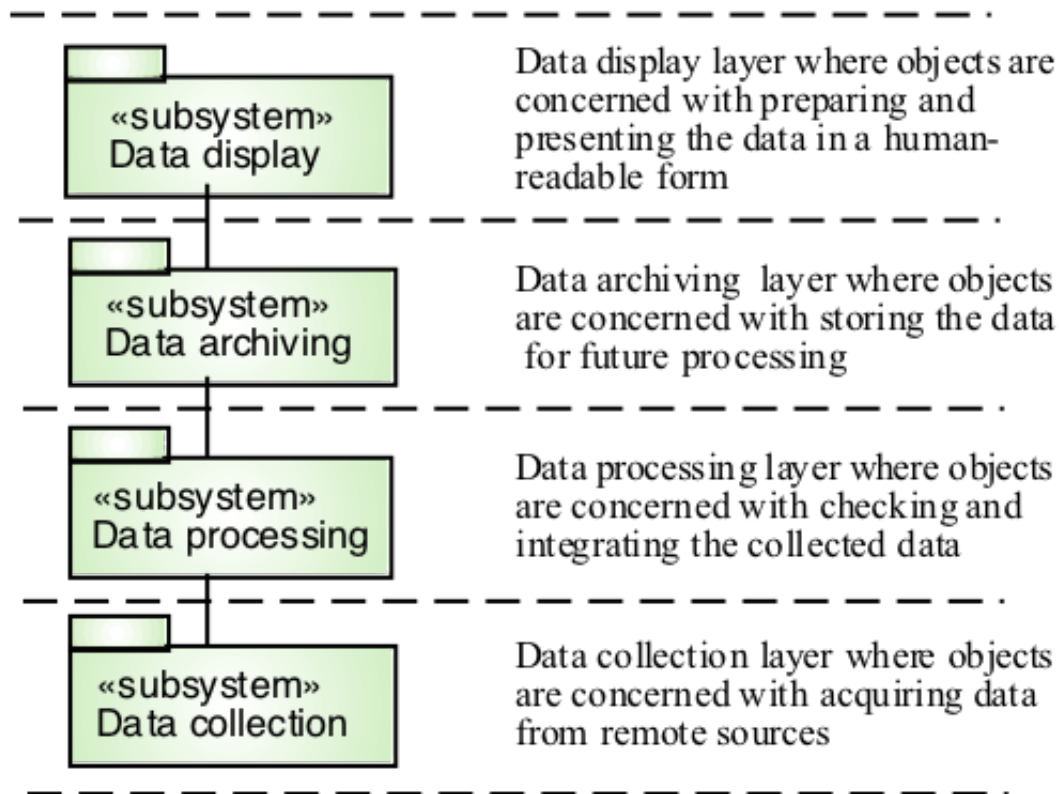 «subsystem»
Data display
Data display layer where objects are
concerned with preparing and
presenting the data in a human-
readable form
«subsystem»
Data archiving
Data archiving layer where objects
are concerned with storing the data
for future processing
«subsystem»
Data processing
Data processing layer where objects
are concerned with checking and
integrating the collected data
«subsystem»
Data collection
Data collection layer where objects
are concerned with acquiring data
from remote sources